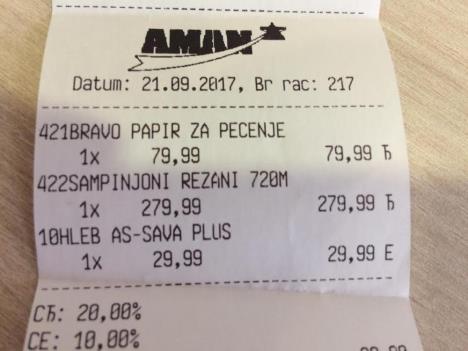 AMAN
Datum: 21.09.2017, Br rac: 217
421BRAVO PAPIR ZA PECENJE
1x 79,99 79,99 Ђ
422SAMPINJONI REZANI 720M
1x 279,99 279,99 Ђ
10HLEB AS-SAVA PLUS
1x 29,99 29,99 E
CЂ: 20,00%
CE: 10,00%